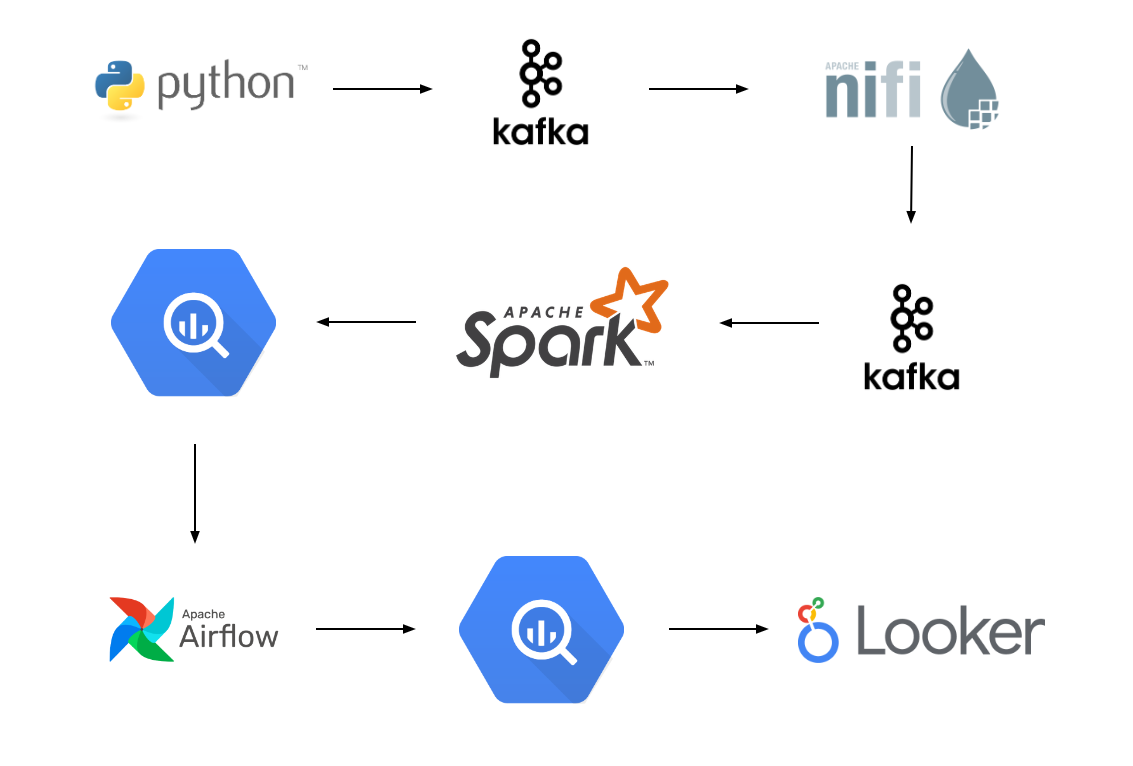 python™
kafka
APACHE
nifi
APACHE
Spark™
kafka
Apache
Airflow
Looker